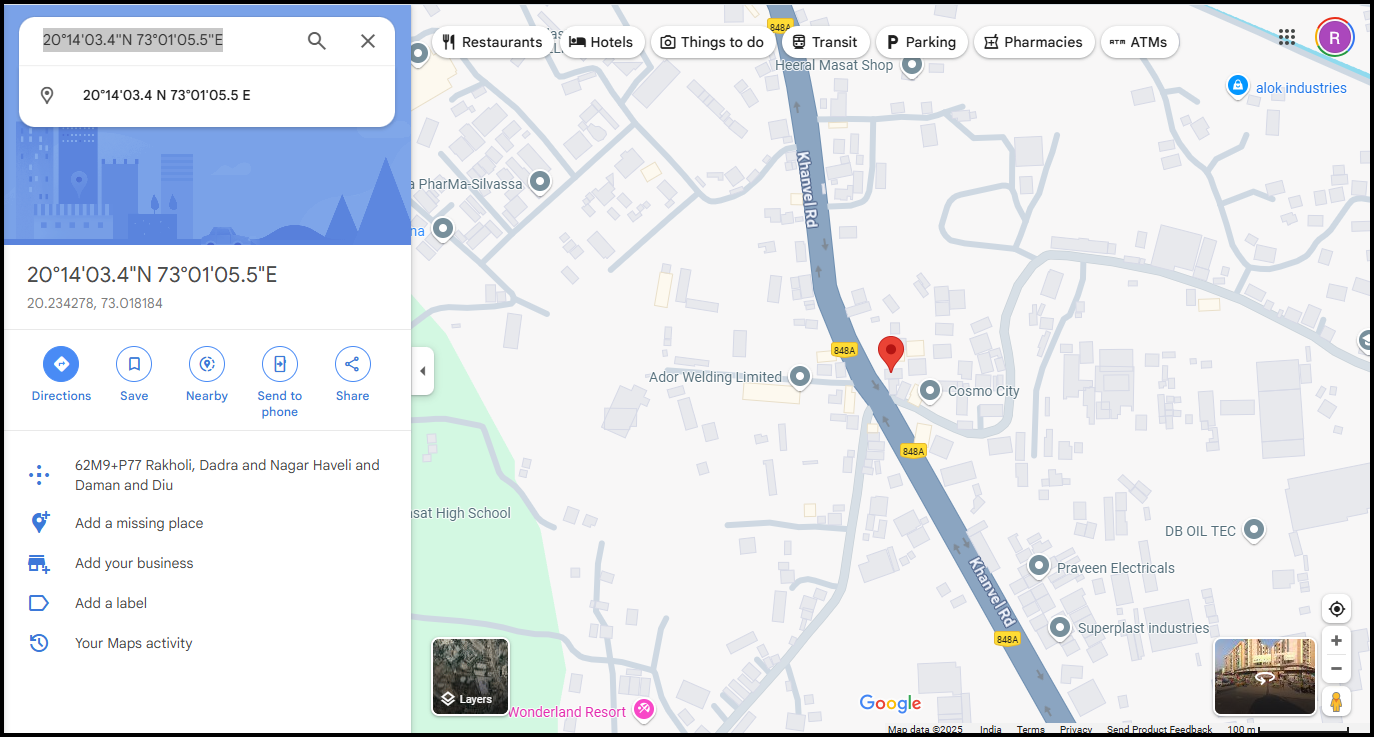 20°14'03.4"N 73°01'05.5"E
20°14'03.4 N 73°01'05.5 E
20°14'03.4"N 73°01'05.5"E
20.234278, 73.018184
Directions
Save
Nearby
Send to
phone
Share
62M9+P77 Rakholi, Dadra and Nagar Haveli and
Daman and Diu
Add a missing place
Add your business
Add a label
Your Maps activity
Restaurants
Hotels
Things to do
Transit
Parking
Pharmacies
ATM ATMs
R
848A
Heeral Masat Shop
alok industries
Khanvel Rd
a PharMa-Silvassa
ma
848A
Ador Welding Limited
Cosmo City
848A
asat High School
DB OIL TEC
Praveen Electricals
Khanvel Rd
Superplast industries
848A
Layers
Wonderland Resort
Google
Map data ©2025
India
Terms
Privacy
Send Product Feedback
100 m